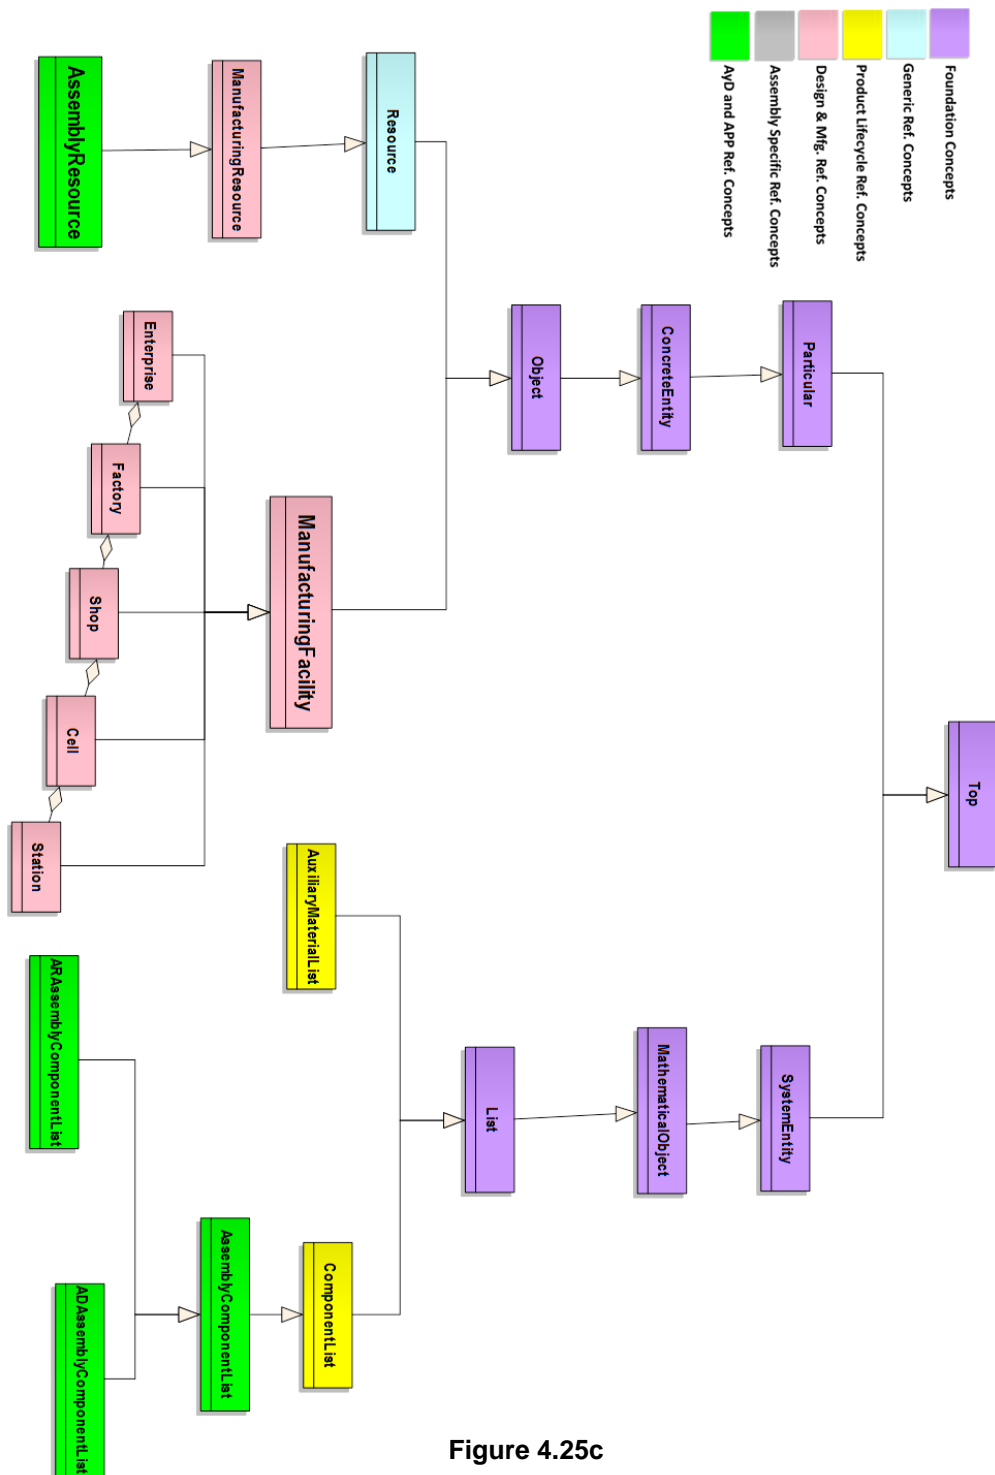 Foundation Concepts
Generic Ref. Concepts
Product Lifecycle Ref. Concepts
Design & Mfg. Ref. Concepts
Assembly Specific Ref. Concepts
AyD and APP Ref. Concepts
Top
Particular
SystemEntity
ConcreteEntity
MathematicalObject
Object
List
Resource
ManufacturingFacility
AuxiliaryMaterialList
ComponentList
ManufacturingResource
AssemblyComponentList
AssemblyResource
Enterprise
Factory
Shop
Cell
Station
ARAssemblyComponentList
ADAssemblyComponentList
Figure 4.25c